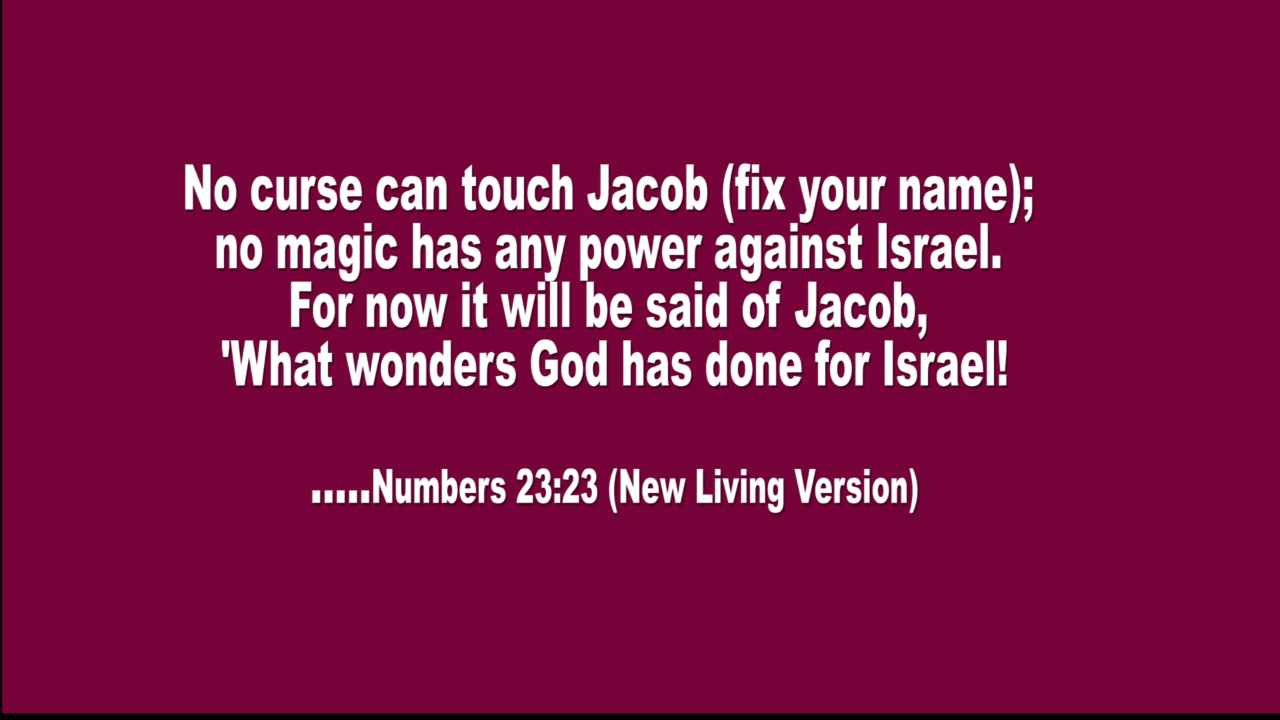 No curse can touch Jacob (fix your name);
no magic has any power against Israel.
For now it will be said of Jacob,
'What wonders God has done for Israel!
.....Numbers 23:23 (New Living Version)